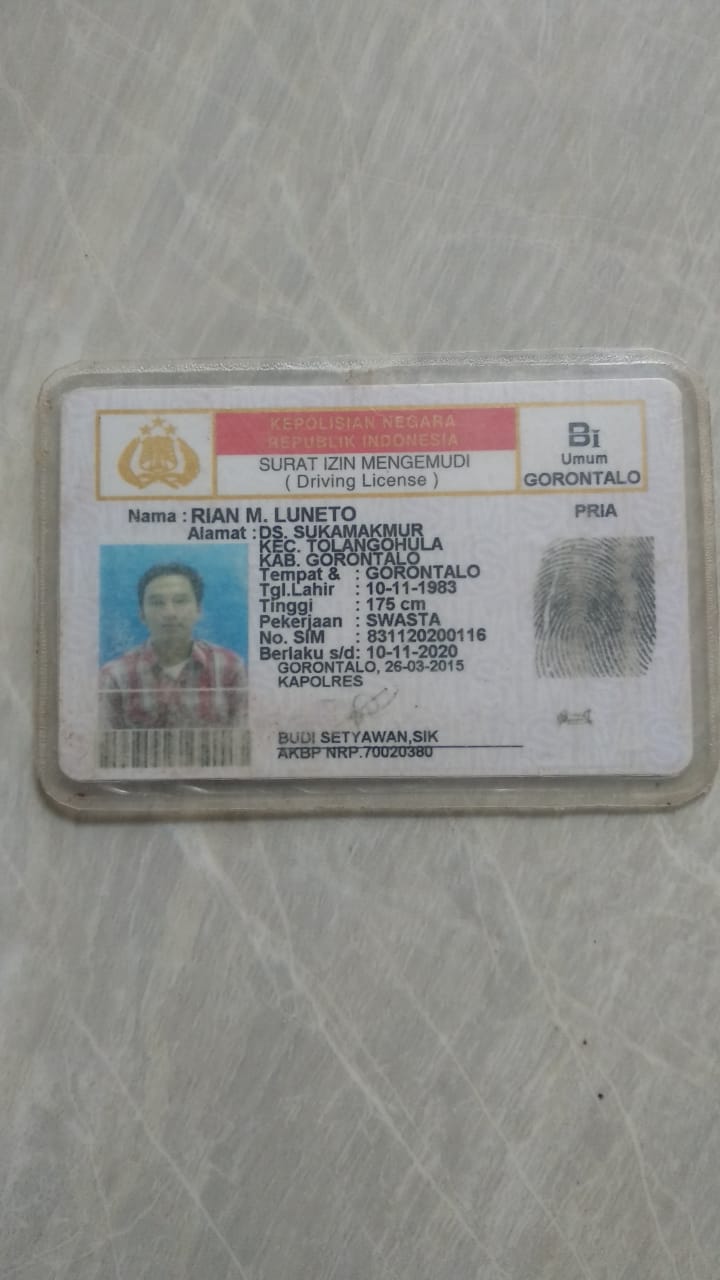 KEPOLISIAN NEGARA
REPUBLIK INDONESIA
SURAT IZIN MENGEMUDI
( Driving License )
BI
Umum
GORONTALO
PRIA
Nama : RIAN M. LUNETO
Alamat : DS. SUKAMAKMUR
KEC. TOLANGOHULA
KAB. GORONTALO
Tempat & : GORONTALO
Tgl.Lahir : 10-11-1983
Tinggi : 175 cm
Pekerjaan : SWASTA
No. SIM : 831120200116
Berlaku s/d: 10-11-2020
GORONTALO, 26-03-2015
KAPOLRES
BUDI SETYAWAN,SIK
AKBP NRP.70020380